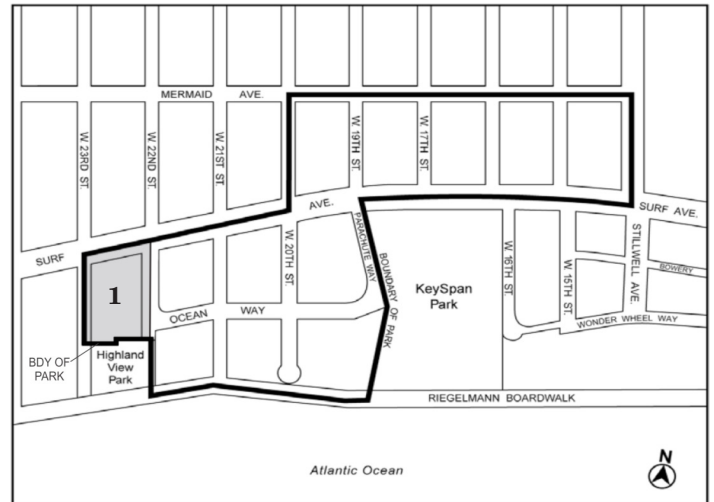 MERMAID AVE.
W. 23RD ST.
W. 22ND ST.
W. 21ST ST.
W. 19TH ST.
W. 17TH ST.
SURF AVE.
SURF AVE.
W. 20TH ST.
PARACHUTE WAY
BOUNDARY OF PARK
KeySpan
Park
W. 16TH ST.
W. 15TH ST.
STILLWELL AVE.
BOWERY
WONDER WHEEL WAY
1
OCEAN WAY
BDY OF
PARK
Highland
View
Park
RIEGELMANN BOARDWALK
Atlantic Ocean
N